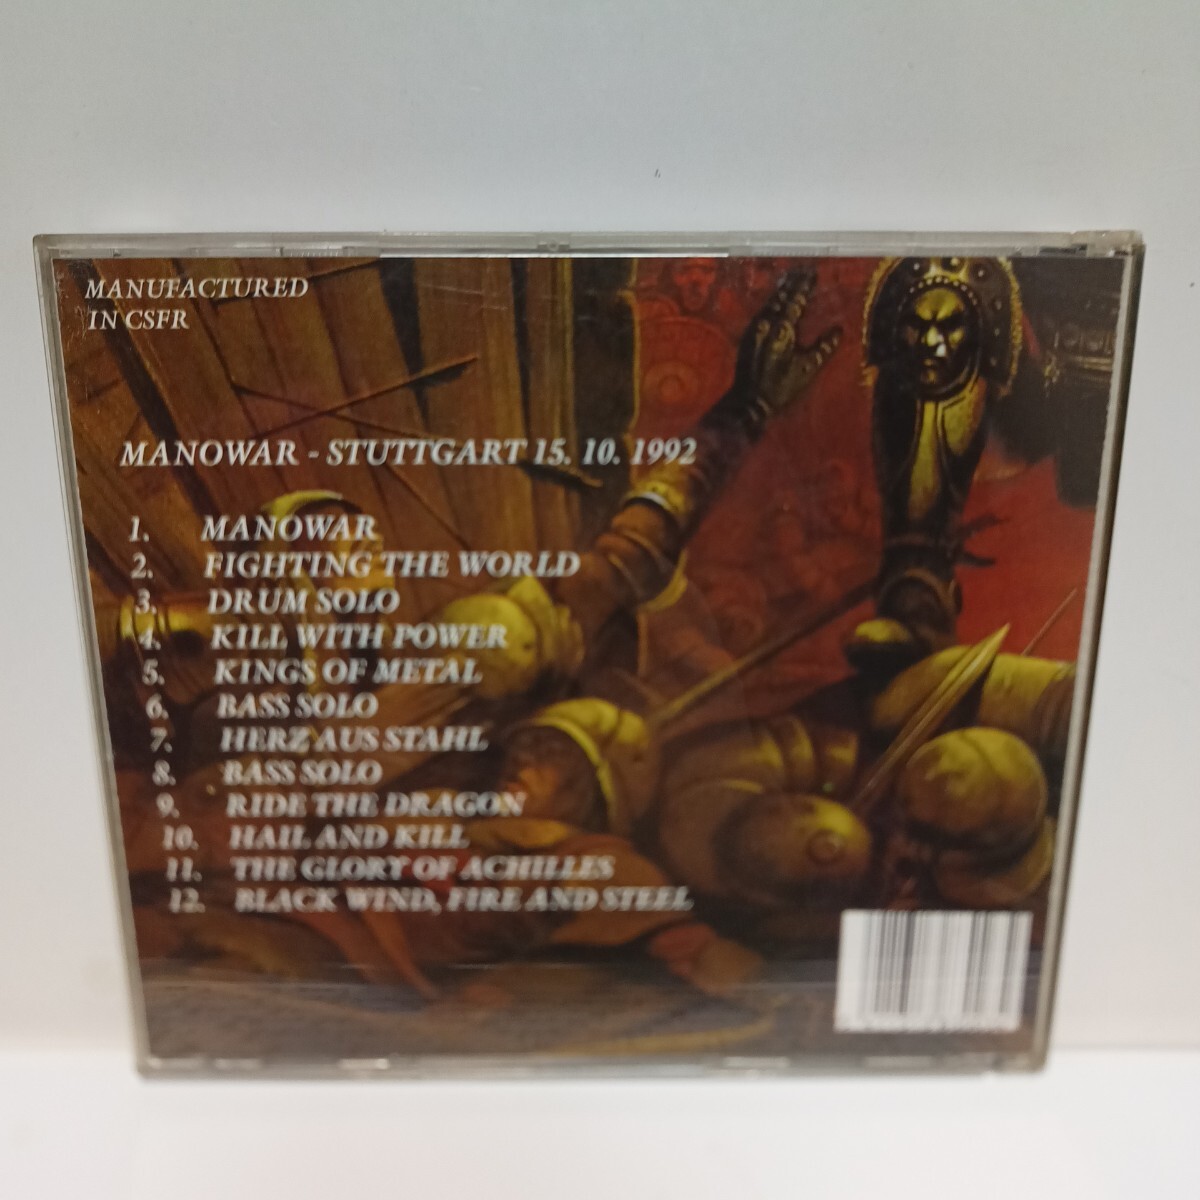 MANUFACTURED
IN CSFR
MANOWAR - STUTTGART 15. 10. 1992
1. MANOWAR
2. FIGHTING THE WORLD
3. DRUM SOLO
4. KILL WITH POWER
5. KINGS OF METAL
6. BASS SOLO
7. HERZ AUS STAHL
8. BASS SOLO
9. RIDE THE DRAGON
10. HAIL AND KILL
11. THE GLORY OF ACHILLES
12. BLACK WIND, FIRE AND STEEL